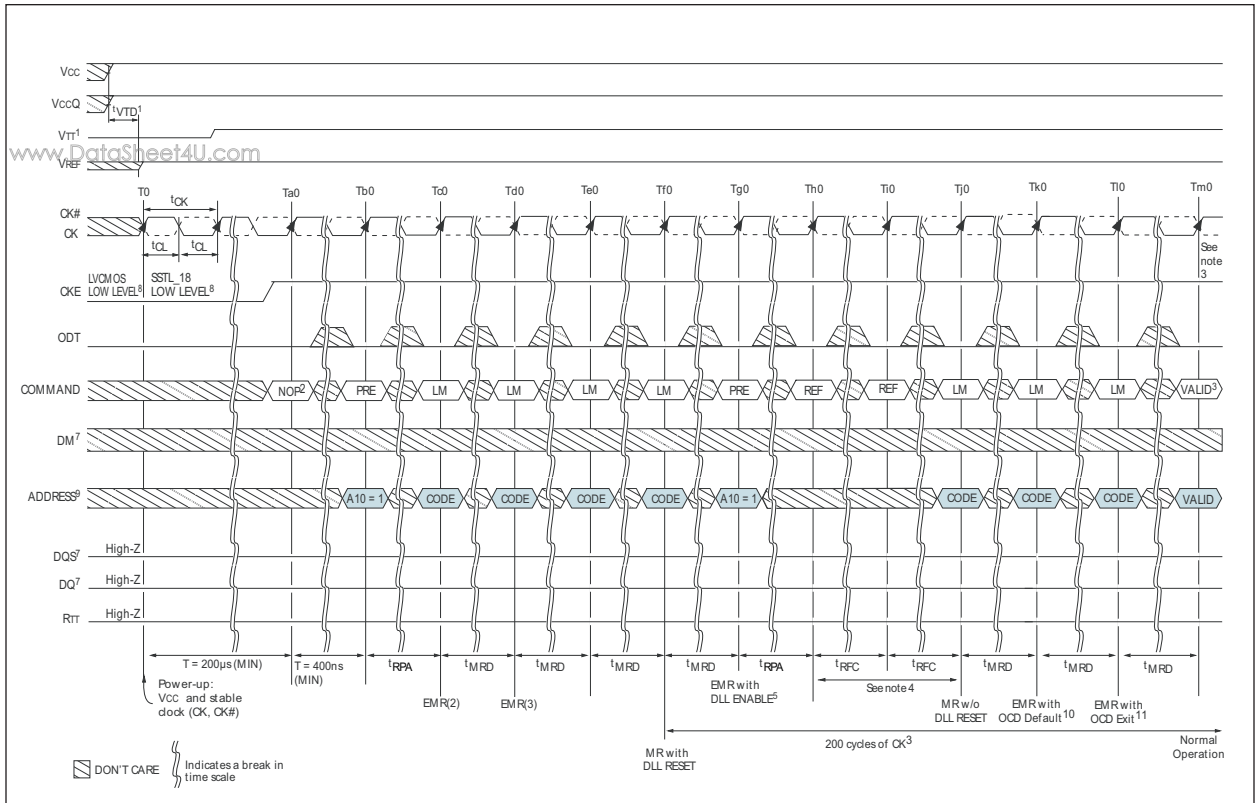 VCC
VCCQ
tVTD1
VTT1
www.DataSheet4U.com
VREF
T0 Ta0 Tb0 Tc0 Td0 Te0 Tf0 Tg0 Th0 Ti0 Tj0 Tk0 Tl0 Tm0
tCK
CK#
CK
tCL tCL
See note 3
LVCMOS LOW LEVEL8 SSTL_18 LOW LEVEL8
CKE
ODT
COMMAND NOP2 PRE LM LM LM LM PRE REF REF LM LM LM VALID3
DM7
ADDRESS9 A10 = 1 CODE CODE CODE CODE A10 = 1 CODE CODE CODE VALID
DQS7 High-Z
DQ7 High-Z
RTT High-Z
T = 200µs (MIN) T = 400ns (MIN) tRPA tMRD tMRD tMRD tMRD tRPA tRFC tRFC tMRD tMRD tMRD
Power-up:
VCC and stable
clock (CK, CK#)
EMR(2) EMR(3)
EMR with
DLL ENABLE5
See note 4
MR w/o
DLL RESET
EMR with
OCD Default10
EMR with
OCD Exit11
MR with
DLL RESET
200 cycles of CK3
Normal
Operation
DON'T CARE
Indicates a break in
time scale